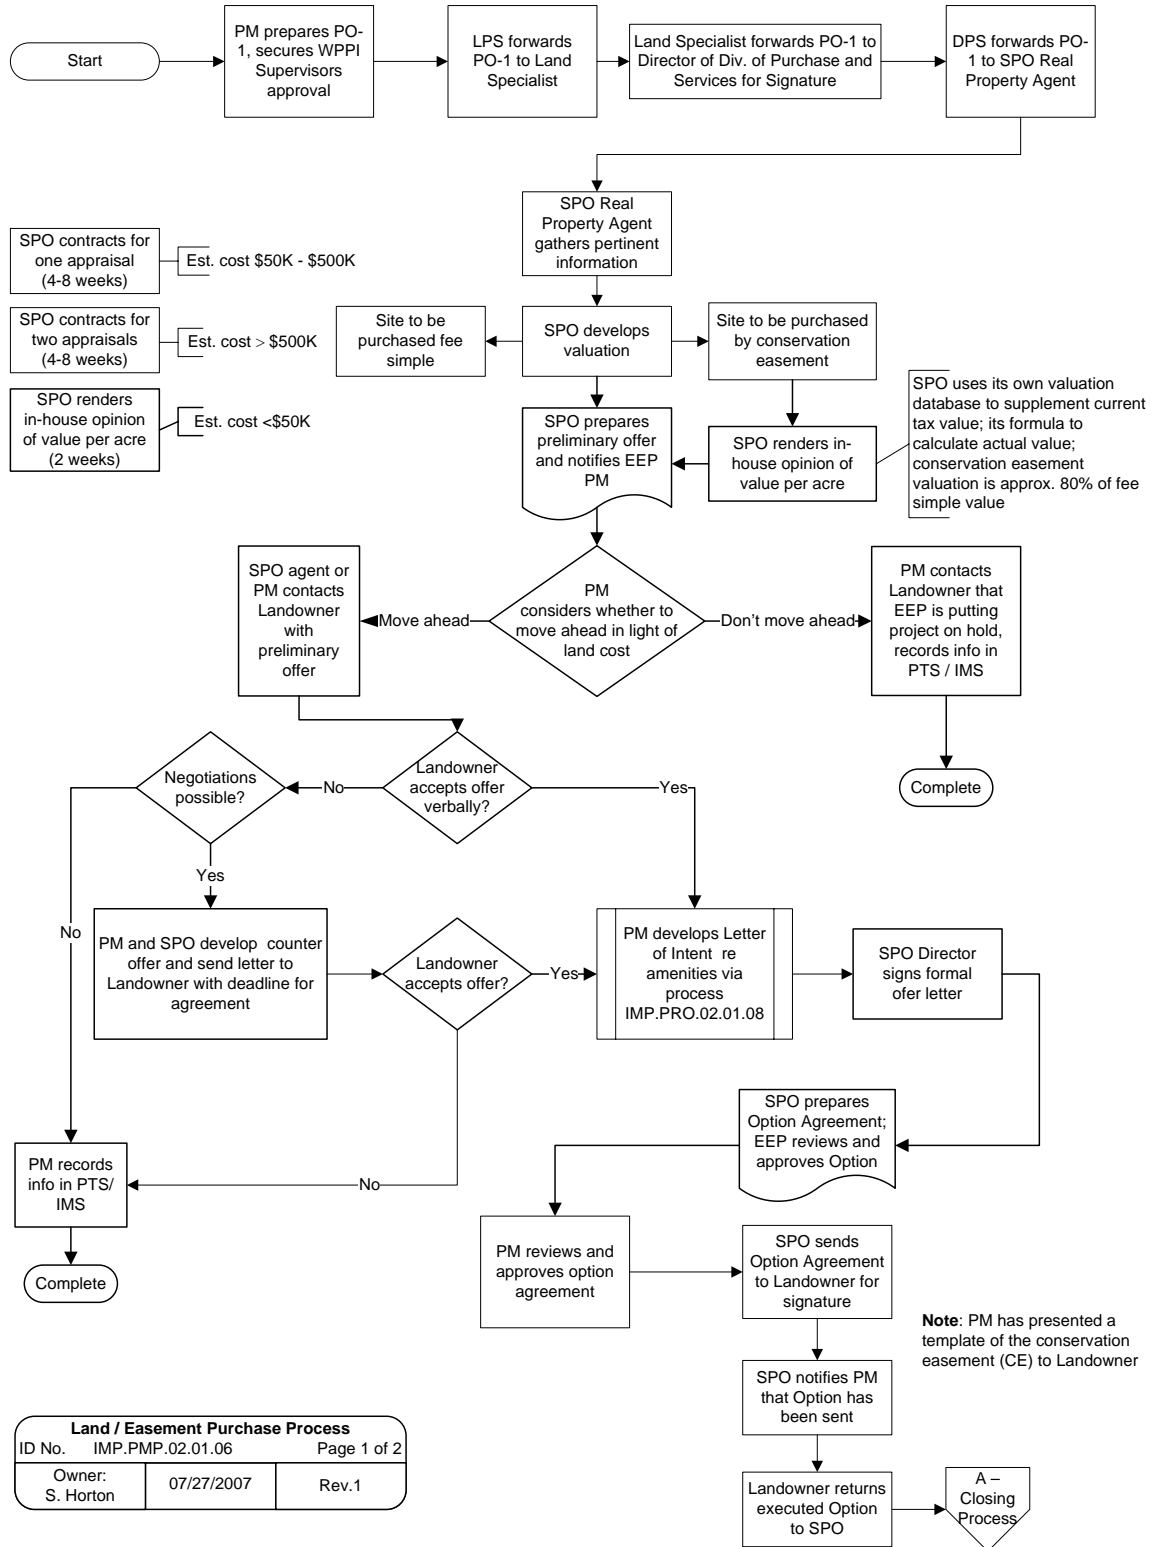 Start
PM prepares PO-
1, secures WPPI
Supervisors
approval
LPS forwards
PO-1 to Land
Specialist
Land Specialist forwards PO-1 to
Director of Div. of Purchase and
Services for Signature
DPS forwards PO-
1 to SPO Real
Property Agent
SPO Real
Property Agent
gathers pertinent
information
SPO contracts for
one appraisal
(4-8 weeks)
Est. cost $50K - $500K
SPO contracts for
two appraisals
(4-8 weeks)
Est. cost > $500K
SPO renders
in-house opinion
of value per acre
(2 weeks)
Est. cost <$50K
Site to be
purchased fee
simple
SPO develops
valuation
Site to be purchased
by conservation
easement
SPO prepares
preliminary offer
and notifies EEP
PM
SPO renders in-
house opinion of
value per acre
SPO uses its own valuation
database to supplement current
tax value; its formula to
calculate actual value;
conservation easement
valuation is approx. 80% of fee
simple value
SPO agent or
PM contacts
Landowner
with
preliminary
offer
Move ahead
PM
considers whether to
move ahead in light of
land cost
Don't move ahead
PM contacts
Landowner that
EEP is putting
project on hold,
records info in
PTS / IMS
Complete
Negotiations
possible?
No
Landowner
accepts offer
verbally?
Yes
Yes
No
PM and SPO develop counter
offer and send letter to
Landowner with deadline for
agreement
Landowner
accepts offer?
Yes
PM develops Letter
of Intent re
amenities via
process
IMP.PRO.02.01.08
SPO Director
signs formal
ofer letter
SPO prepares
Option Agreement;
EEP reviews and
approves Option
PM records
info in PTS/
IMS
No
Complete
PM reviews and
approves option
agreement
SPO sends
Option Agreement
to Landowner for
signature
Note: PM has presented a
template of the conservation
easement (CE) to Landowner
SPO notifies PM
that Option has
been sent
Landowner returns
executed Option
to SPO
A –
Closing
Process
Land / Easement Purchase Process
ID No. IMP.PMP.02.01.06 Page 1 of 2
Owner:
S. Horton
07/27/2007
Rev.1